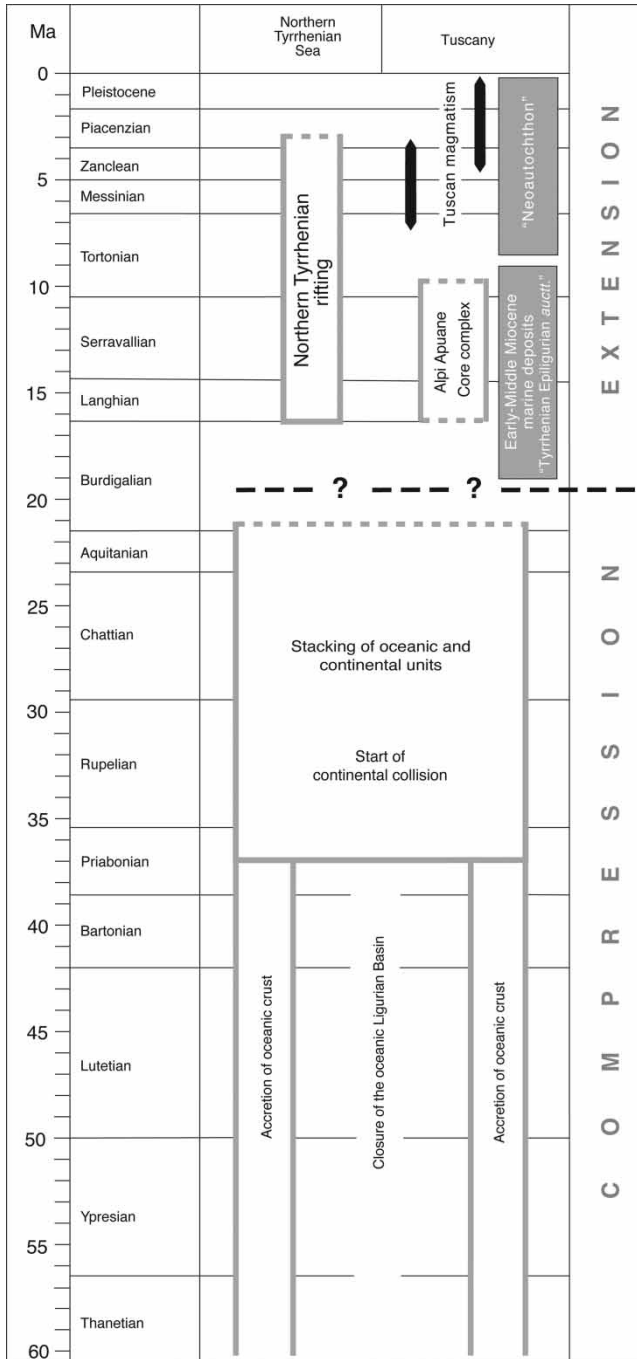 Ma
Northern
Tyrrhenian
Sea
Tuscany
0
5
10
15
20
25
30
35
40
45
50
55
60
Pleistocene
Piacenzian
Zanclean
Messinian
Tortonian
Serravallian
Langhian
Burdigalian
Aquitanian
Chattian
Rupelian
Priabonian
Bartonian
Lutetian
Ypresian
Thanetian
Northern Tyrrhenian
rifting
Tuscan magmatism
Alpi Apuane
Core complex
“Neoautochthon”
Early-Middle Miocene
marine deposits
“Tyrrhenian Epiligurian auctt.”
? ?
Stacking of oceanic and
continental units
Start of
continental collision
Accretion of oceanic crust
Closure of the oceanic Ligurian Basin
Accretion of oceanic crust
EXTENSION
COMPRESSION